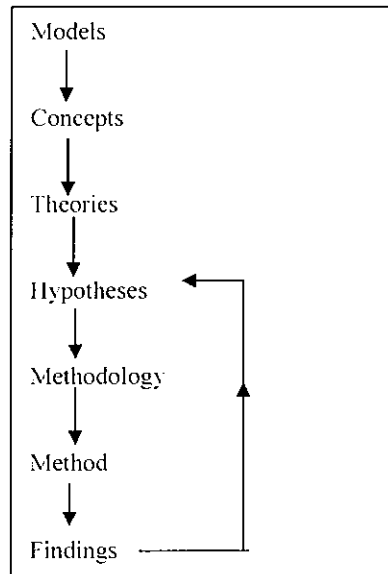 Models
Concepts
Theories
Hypotheses
Methodology
Method
Findings